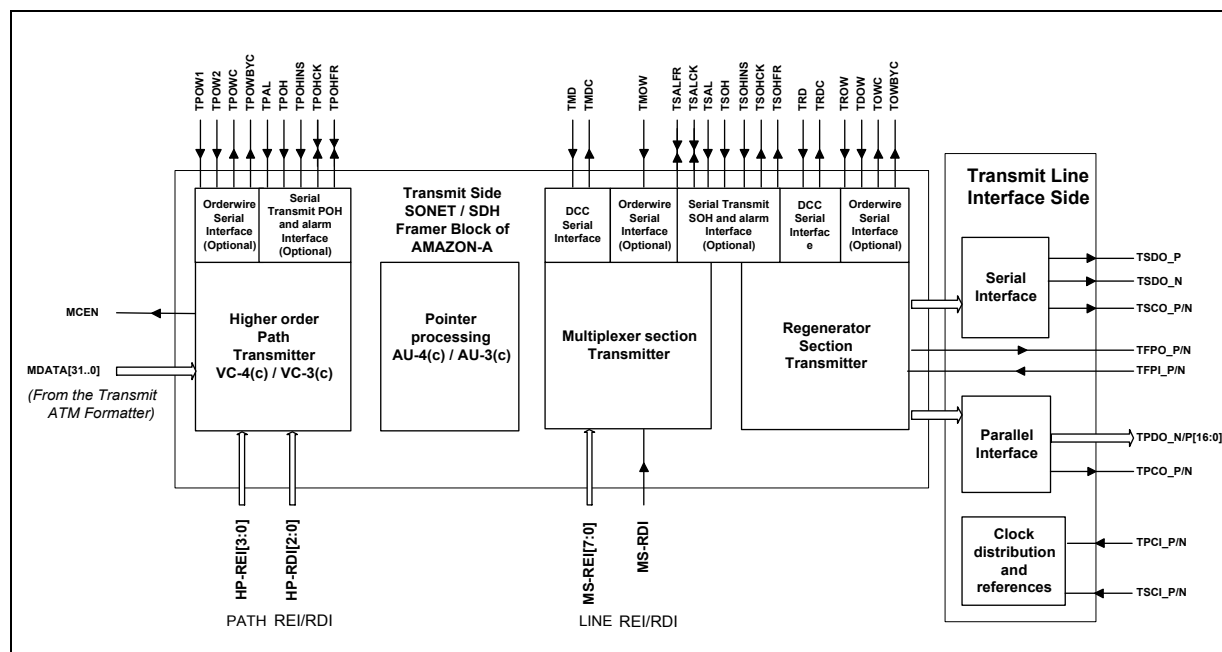 TPOW1
TPOW2
TPOWC
TPOWBYC
TPAL
TPOH
TPOHINS
TPOHCK
TPOHFR
TMD
TMDC
TMOW
TSALFR
TSALCK
TSAL
TSOH
TSOHINS
TSOHCK
TSOHFR
TRD
TRDC
TROW
TDOW
TOWC
TOWBYC
Orderwire
Serial
Interface
(Optional)
Serial
Transmit POH
and alarm
Interface
(Optional)
Transmit Side
SONET / SDH
Framer Block of
AMAZON-A
DCC
Serial
Interface
Orderwire
Serial
Interface
(Optional)
Serial Transmit
SOH and alarm
Interface
(Optional)
DCC
Serial
Interfac
e
Orderwire
Serial
Interface
(Optional)
Transmit Line
Interface Side
MCEN
MDATA[31..0]
(From the Transmit
ATM Formatter)
Higher order
Path
Transmitter
VC-4(c) / VC-3(c)
Pointer
processing
AU-4(c) / AU-3(c)
Multiplexer section
Transmitter
Regenerator
Section
Transmitter
Serial
Interface
TSDO_P
TSDO_N
TSCO_P/N
TFPO_P/N
TFPI_P/N
Parallel
Interface
TPDO_N/P[16:0]
TPCO_P/N
Clock
distribution
and
references
TPCI_P/N
TSCI_P/N
HP-REI[3:0]
HP-RDI[2:0]
MS-REI[7:0]
MS-RDI
PATH REI/RDI
LINE REI/RDI